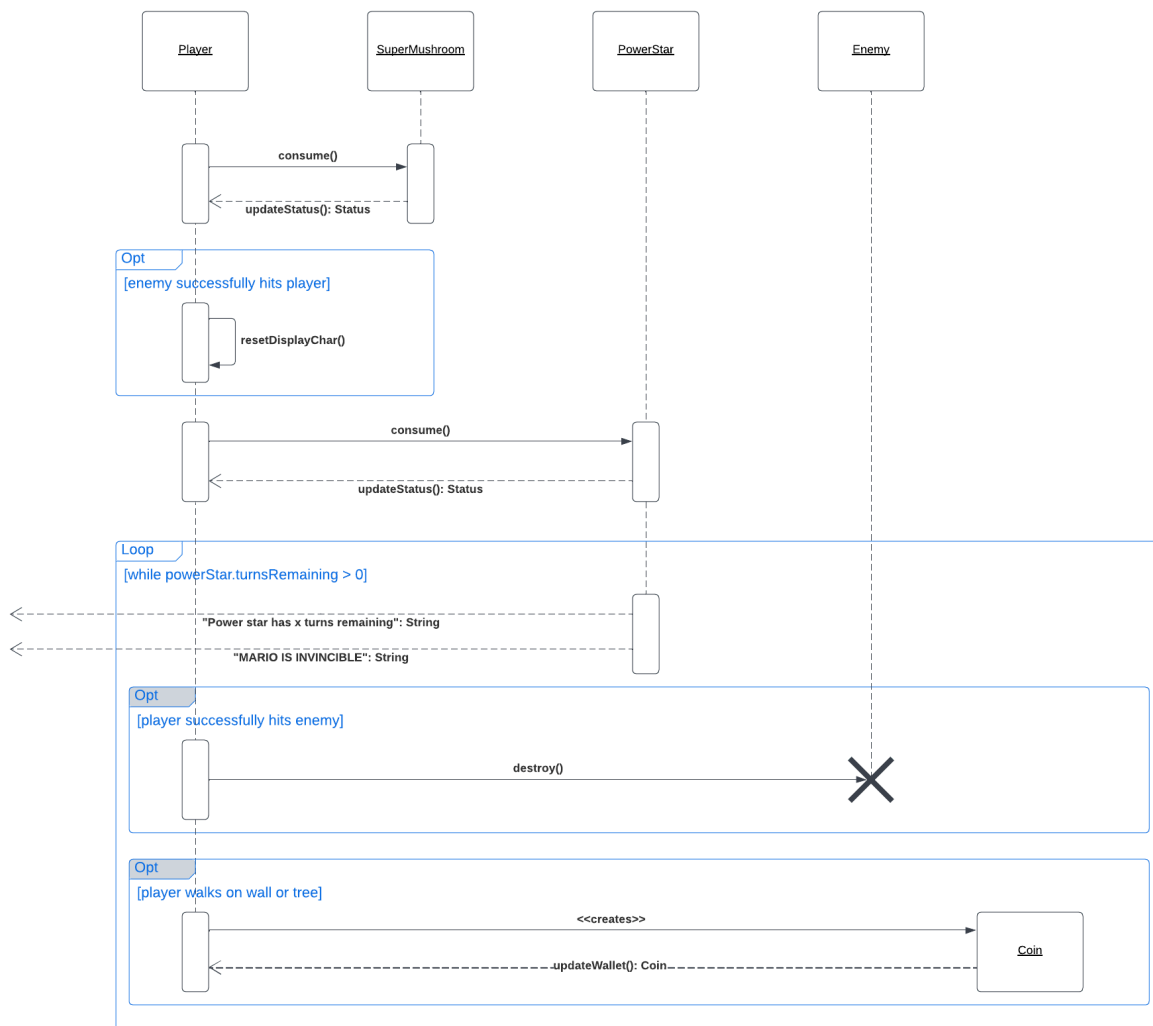 Player
SuperMushroom
PowerStar
Enemy
consume()
updateStatus(): Status
Opt
[enemy successfully hits player]
resetDisplayChar()
consume()
updateStatus(): Status
Loop
[while powerStar.turnsRemaining > 0]
"Power star has x turns remaining": String
"MARIO IS INVINCIBLE": String
Opt
[player successfully hits enemy]
destroy()
Opt
[player walks on wall or tree]
<<creates>>
Coin
updateWallet(): Coin